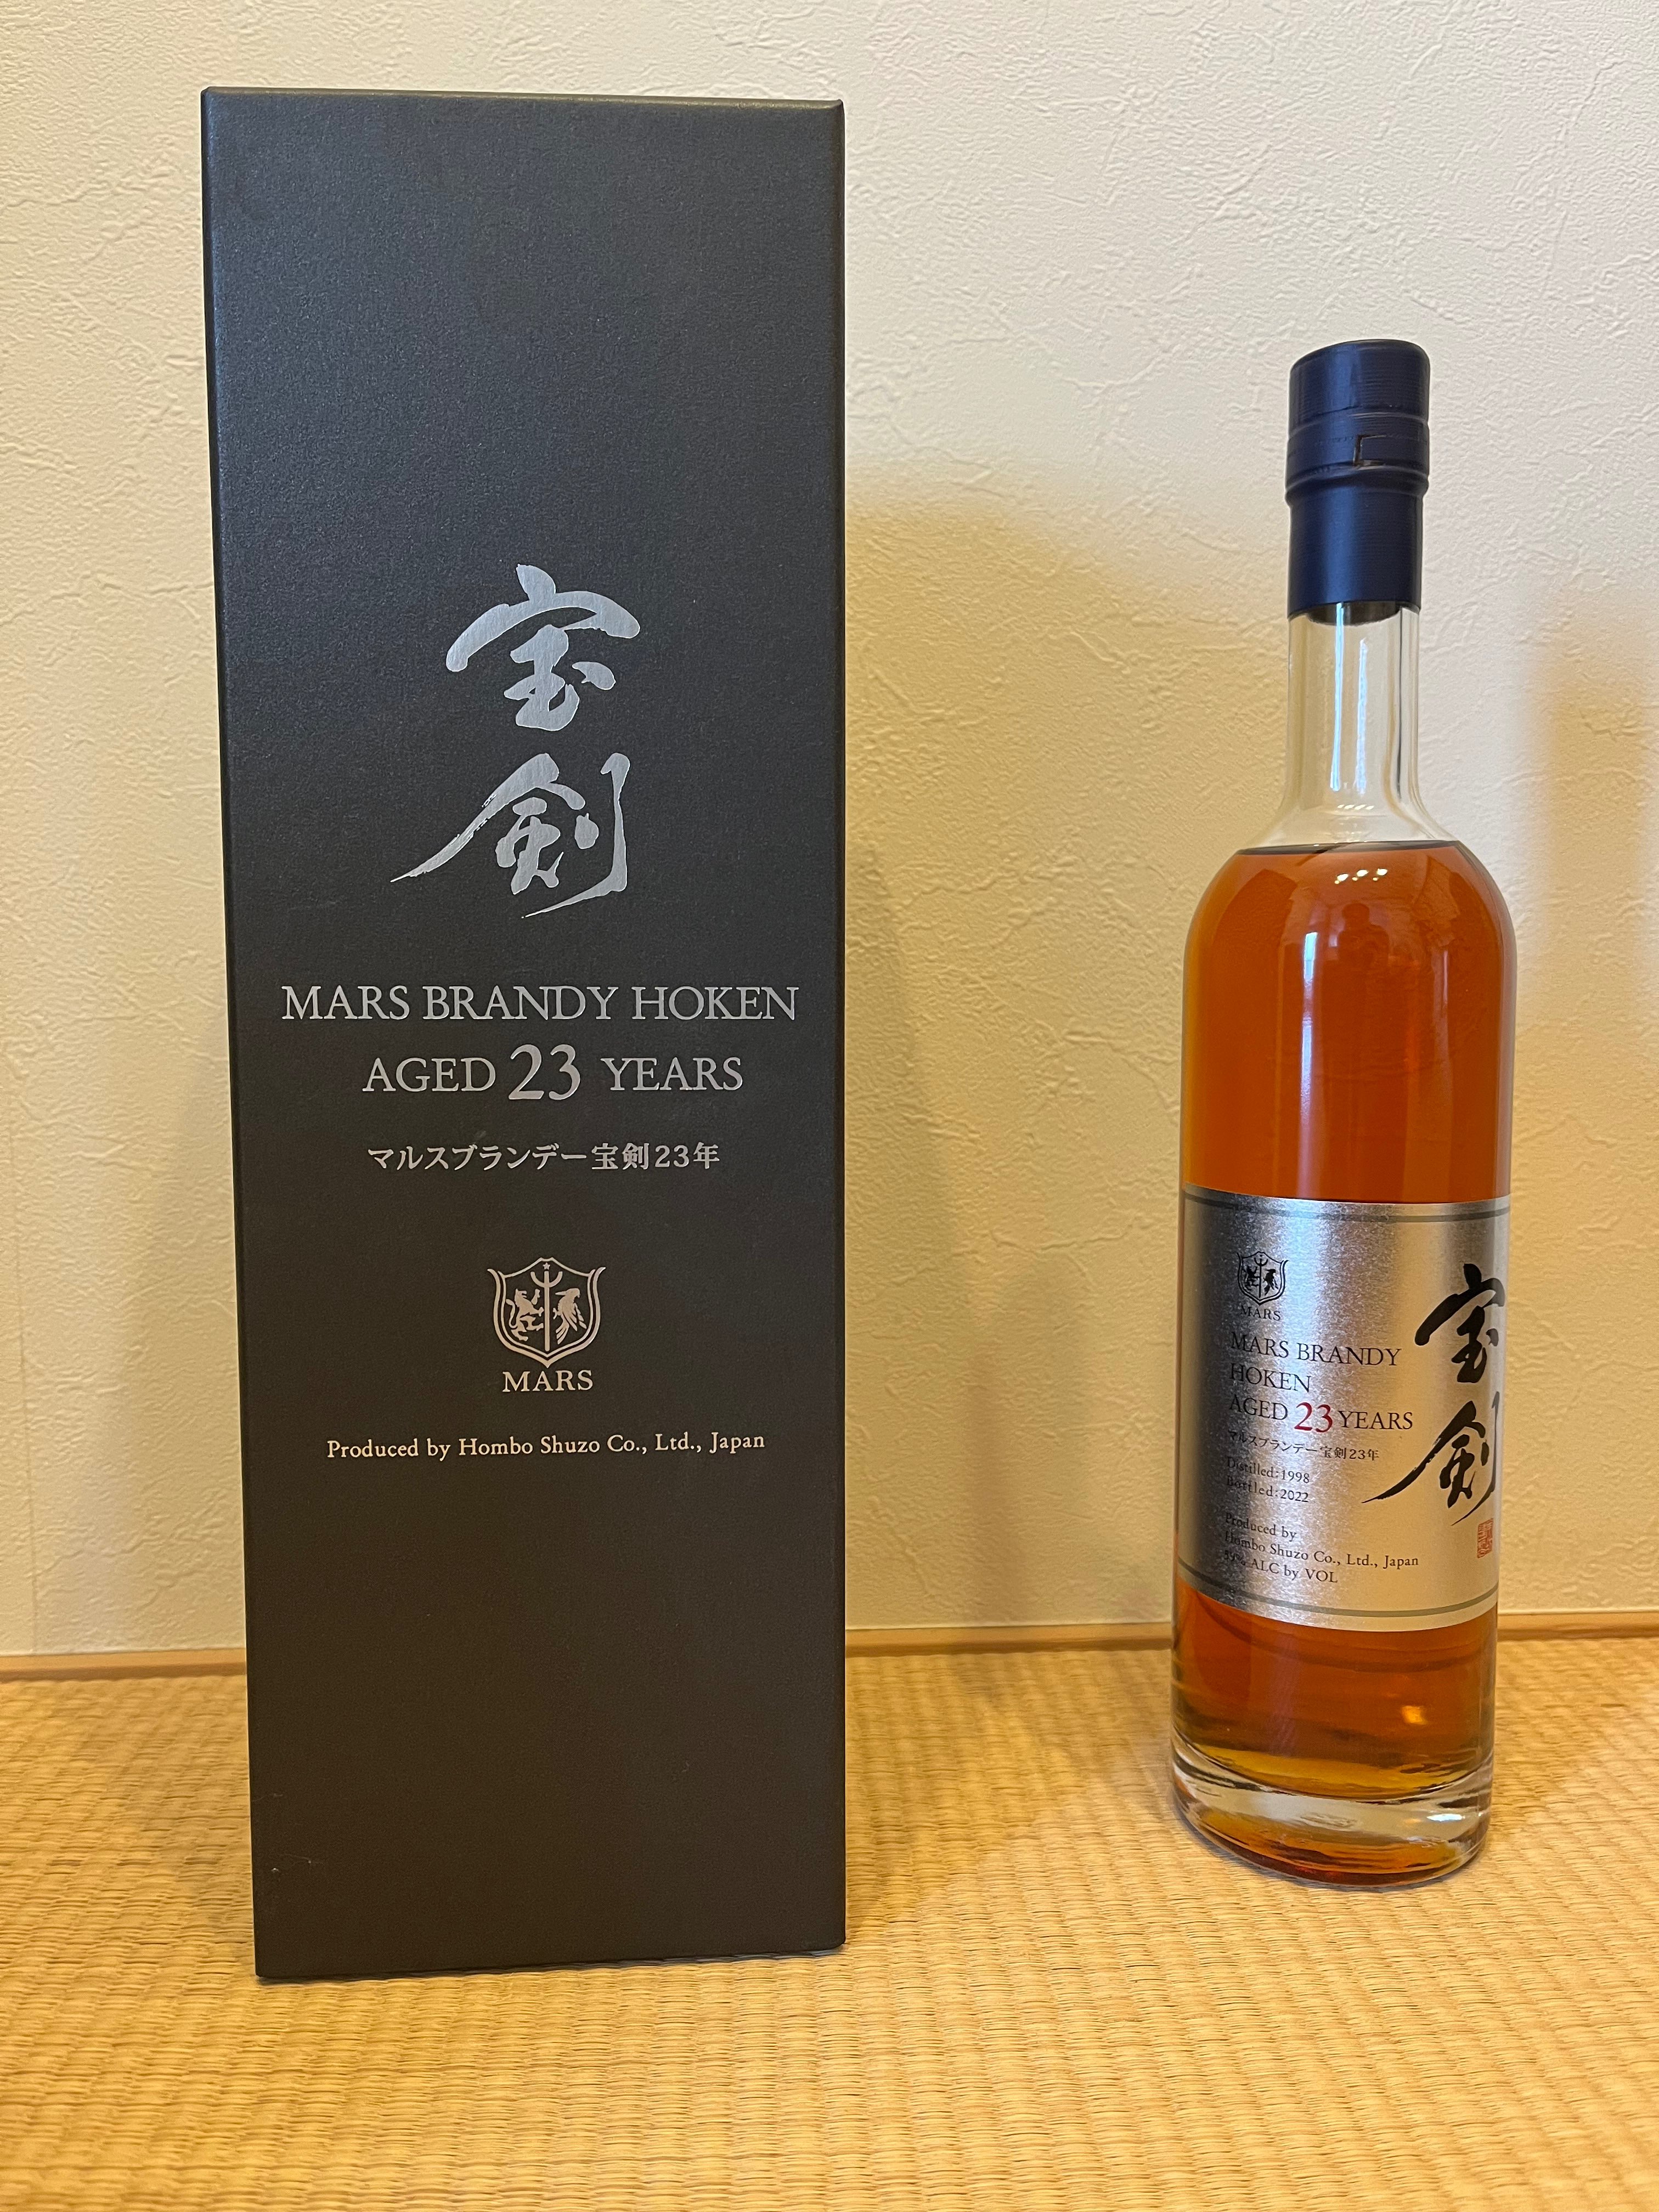 宝剣
MARS BRANDY HOKEN
AGED 23 YEARS
マルスブランデー宝剣23年
MARS
Produced by Hombo Shuzo Co., Ltd., Japan
MARS
MARS BRANDY
HOKEN
AGED 23 YEARS
マルスブランデー宝剣23年
Distilled:1998
Bottled:2022
Produced by
Hombo Shuzo Co., Ltd., Japan
ALC by VOL
宝剣